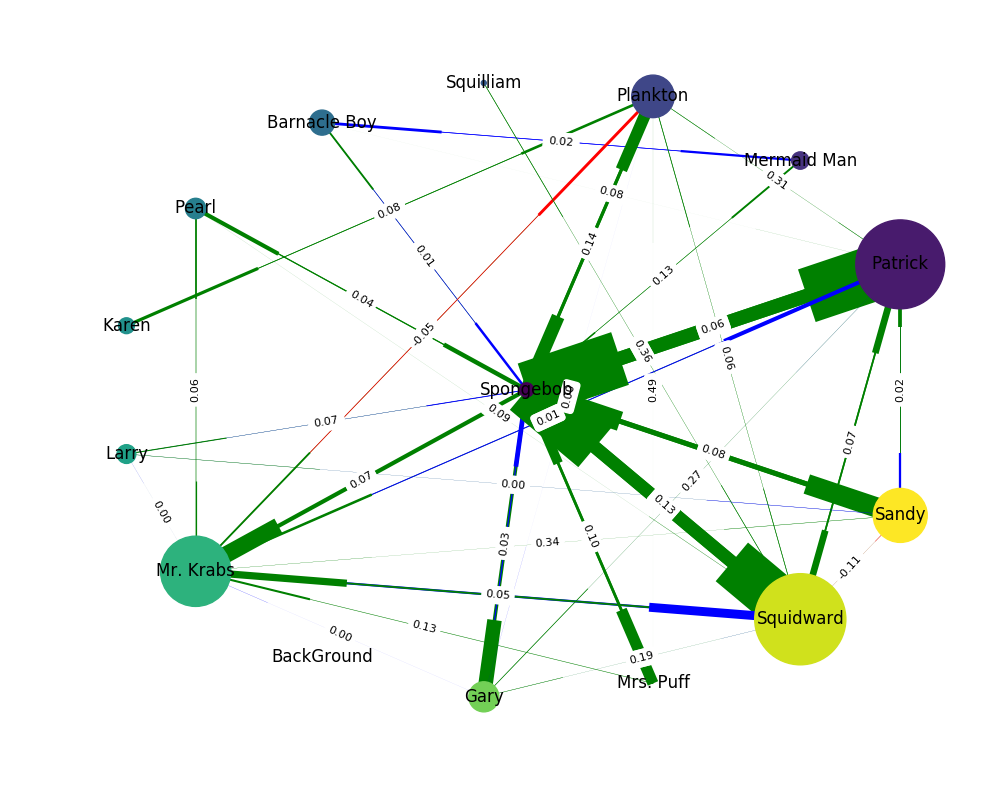 Squilliam
Plankton
Barnacle Boy
0.02
Mermaid Man
0.31
0.08
Pearl
0.08
0.14
0.01
Patrick
0.13
0.04
Karen
0.06
-0.05
0.36
0.06
0.06
0.49
0.02
Spongebob
0.09
0.01
0.07
0.07
0.08
0.07
Larry
0.00
0.27
0.07
0.00
0.13
Sandy
0.10
0.03
0.34
-0.11
Mr. Krabs
0.05
Squidward
0.13
0.00
BackGround
0.19
Mrs. Puff
Gary